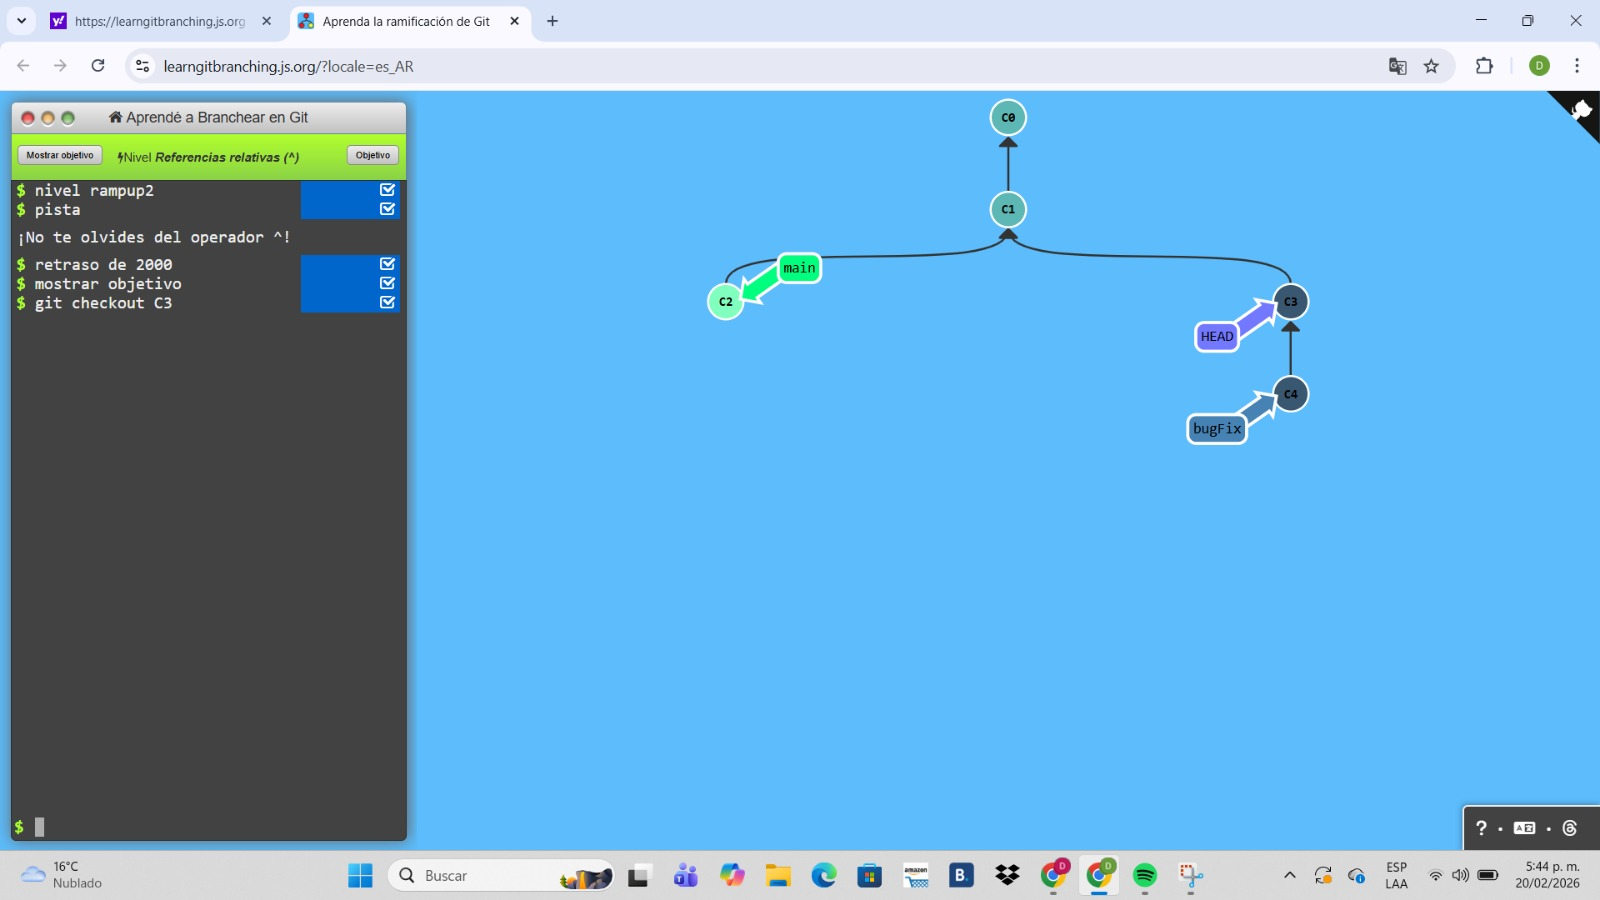 https://learngitbranching.js.org
Aprenda la ramificación de Git
learngitbranching.js.org/?locale=es_AR
D
Aprendé a Branchear en Git
Mostrar objetivo
Nivel Referencias relativas (^)
Objetivo
$ nivel rampup2
$ pista
¡No te olvides del operador ^!
$ retraso de 2000
$ mostrar objetivo
$ git checkout C3
$
C0
C1
main
C2
C3
HEAD
C4
bugFix
?
16°C
Nublado
Buscar
amazon
B.
D
D
ESP
LAA
5:44 p. m.
20/02/2026